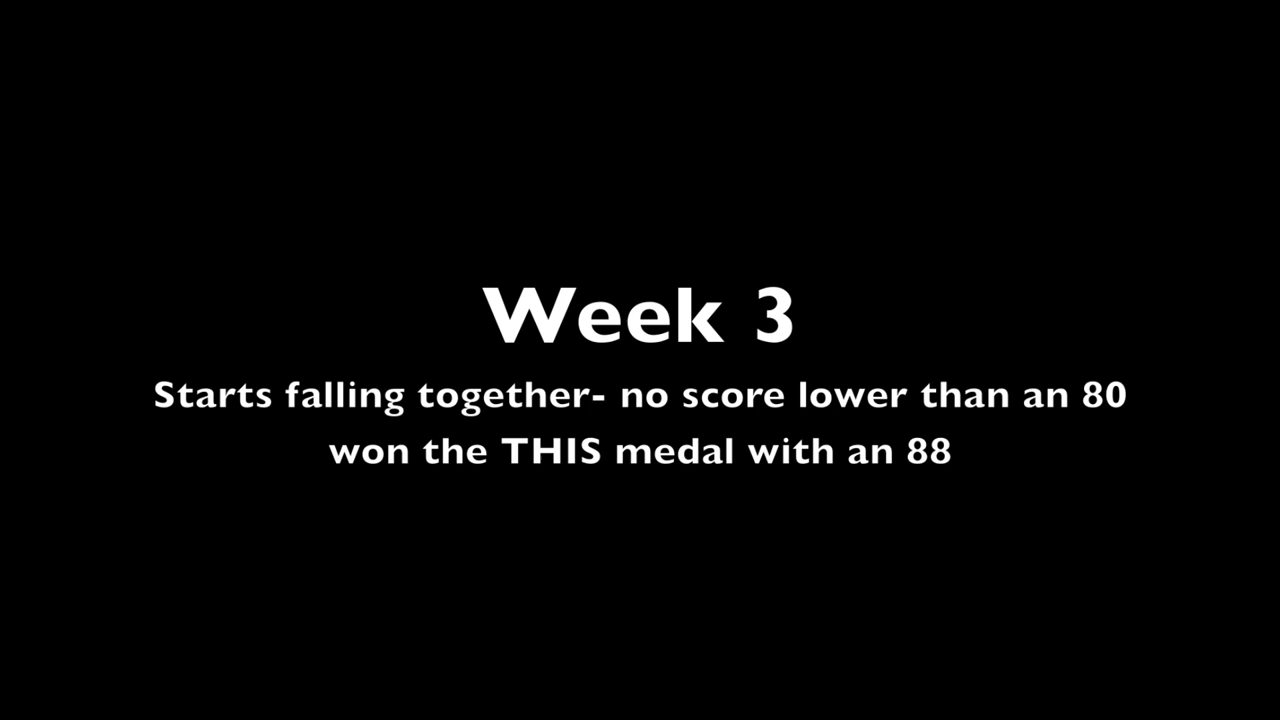 Week 3
Starts falling together- no score lower than an 80
won the THIS medal with an 88